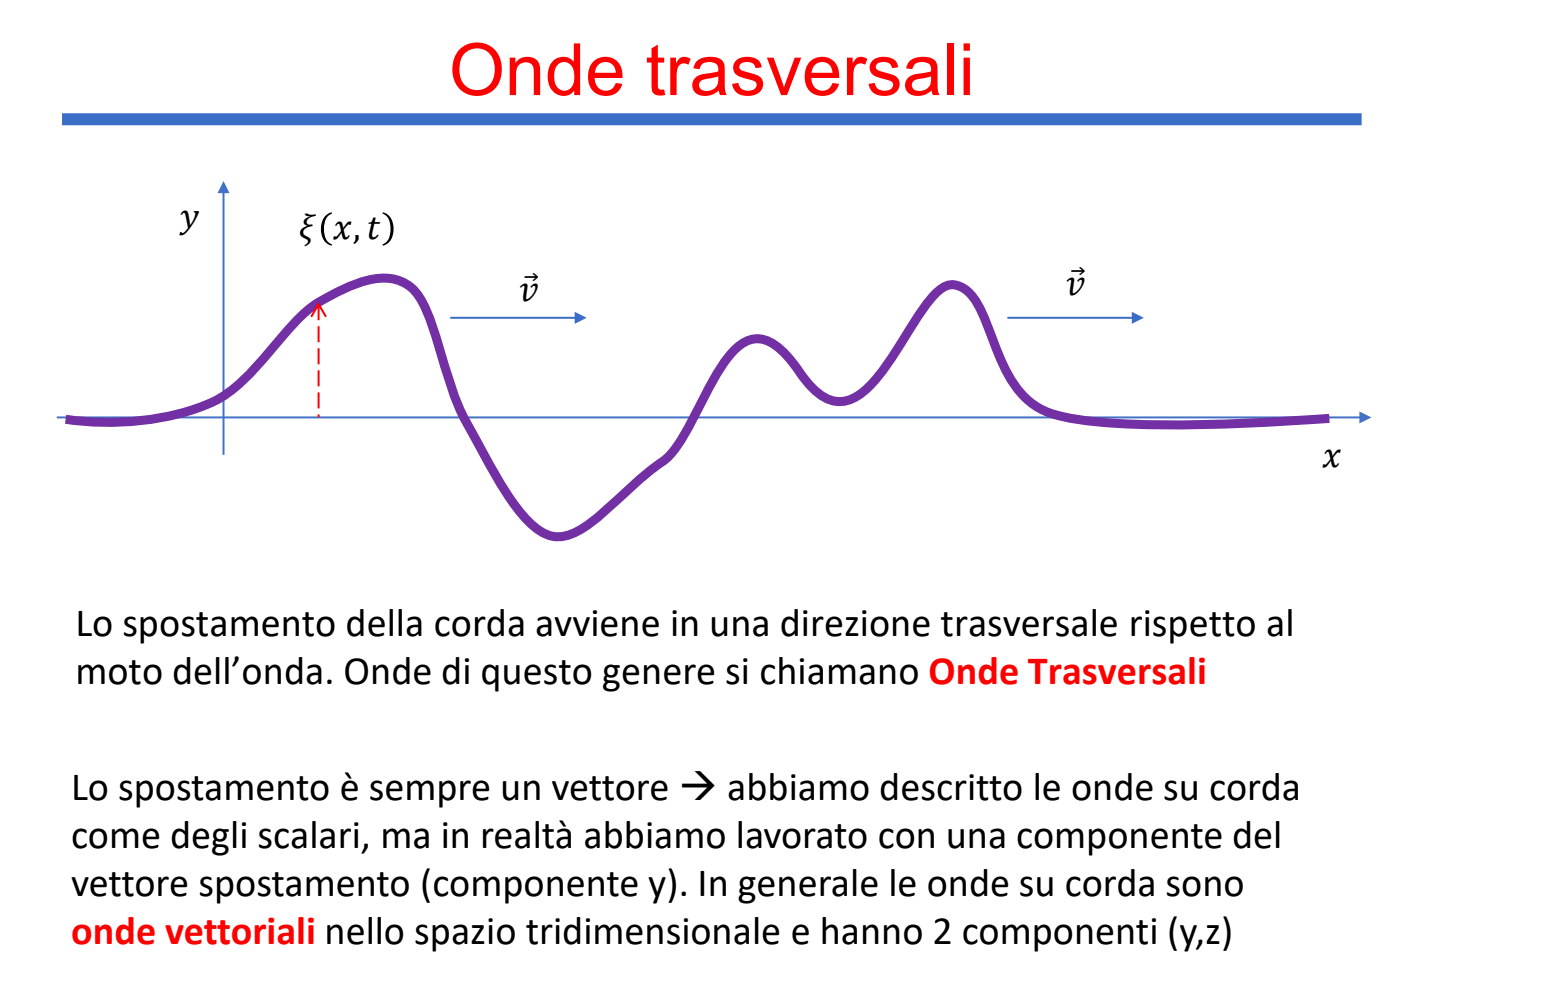 Onde trasversali
y
ξ(x, t)
v⃗
v⃗
x
Lo spostamento della corda avviene in una direzione trasversale rispetto al
moto dell’onda. Onde di questo genere si chiamano Onde Trasversali
Lo spostamento è sempre un vettore → abbiamo descritto le onde su corda
come degli scalari, ma in realtà abbiamo lavorato con una componente del
vettore spostamento (componente y). In generale le onde su corda sono
onde vettoriali nello spazio tridimensionale e hanno 2 componenti (y,z)